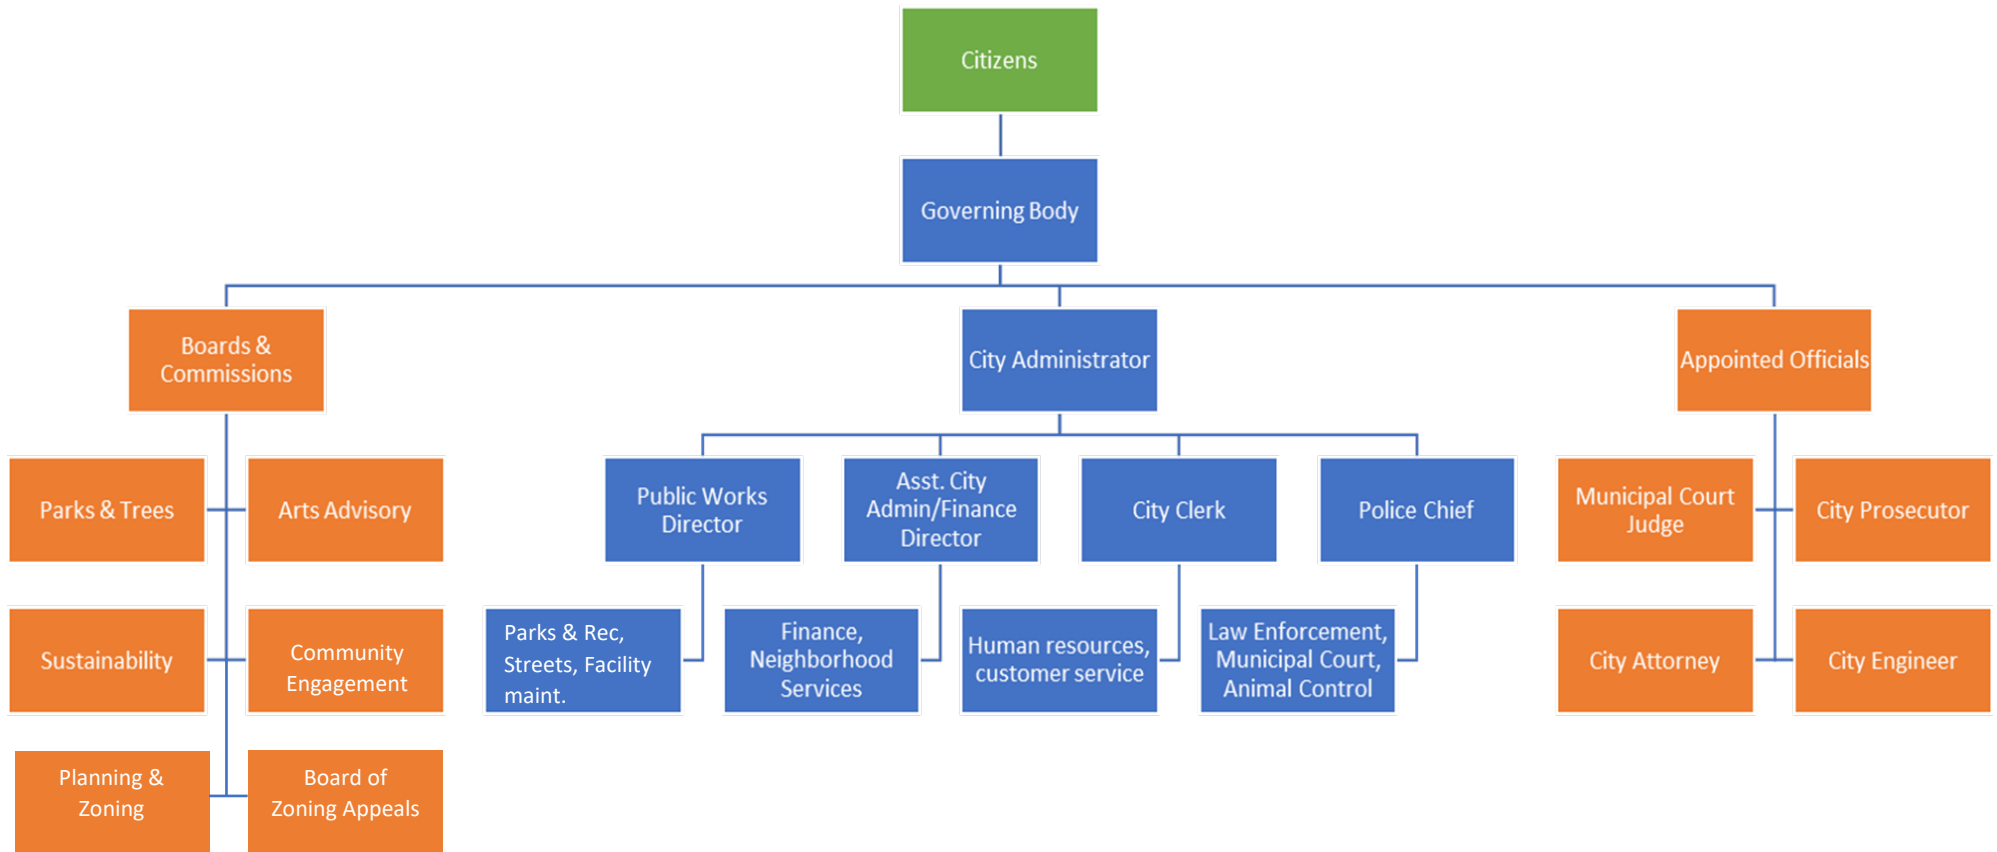 Citizens
Governing Body
Boards &
Commissions
City Administrator
Appointed Officials
Parks & Trees
Arts Advisory
Public Works
Director
Asst. City
Admin/Finance
Director
City Clerk
Police Chief
Municipal Court
Judge
City Prosecutor
Sustainability
Community
Engagement
Parks & Rec,
Streets, Facility
maint.
Finance,
Neighborhood
Services
Human resources,
customer service
Law Enforcement,
Municipal Court,
Animal Control
City Attorney
City Engineer
Planning &
Zoning
Board of
Zoning Appeals